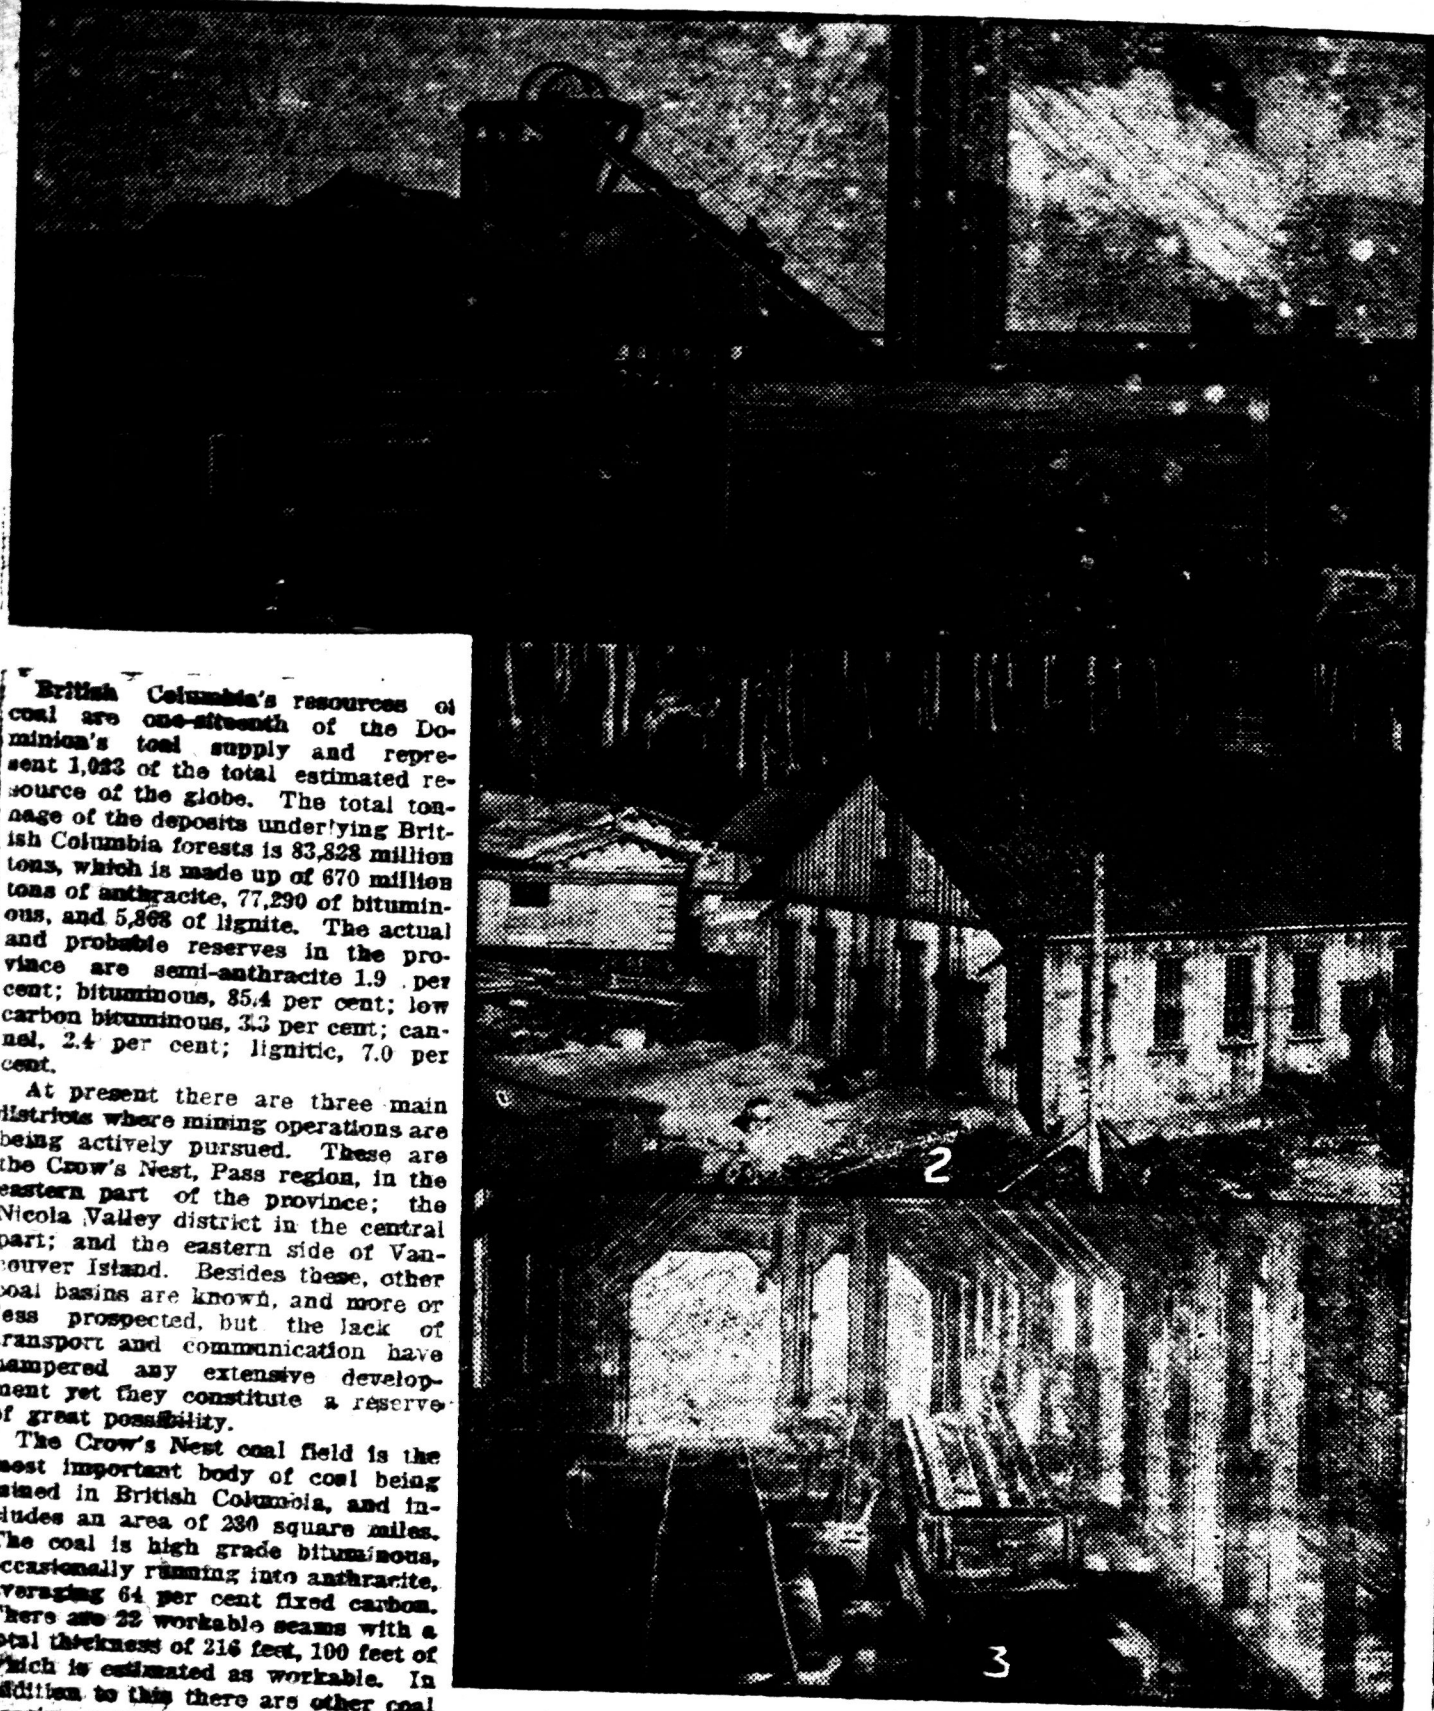 British Columbia's resources of
coal are one-siteenth of the Do-
minion's toal supply and repre-
sent 1,023 of the total estimated re-
source of the globe. The total ton-
nage of the deposits underlying Brit-
ish Columbia forests is 83,828 million
tons, which is made up of 670 million
tons of anthracite, 77,290 of bitumin-
ous, and 5,868 of lignite. The actual
and probable reserves in the pro-
vince are semi-anthracite 1.9 per
cent; bituminous, 85.4 per cent; low
carbon bituminous, 3.3 per cent; can-
nel, 2.4 per cent; lignitic, 7.0 per
cent.
At present there are three main
districts where mining operations are
being actively pursued. These are
the Crow's Nest, Pass region, in the
eastern part of the province; the
Nicola Valley district in the central
part; and the eastern side of Van-
couver Island. Besides these, other
coal basins are known, and more or
less prospected, but the lack of
transport and communication have
hampered any extensive develop-
ment yet they constitute a reserve
of great possibility.
The Crow's Nest coal field is the
most important body of coal being
mined in British Columbia, and in-
cludes an area of 230 square miles.
The coal is high grade bituminous,
occasionally running into anthracite,
averaging 64 per cent fixed carbon.
There are 22 workable seams with a
total thickness of 216 feet, 100 feet of
which is estimated as workable. In
addition to this there are other coal
2
3